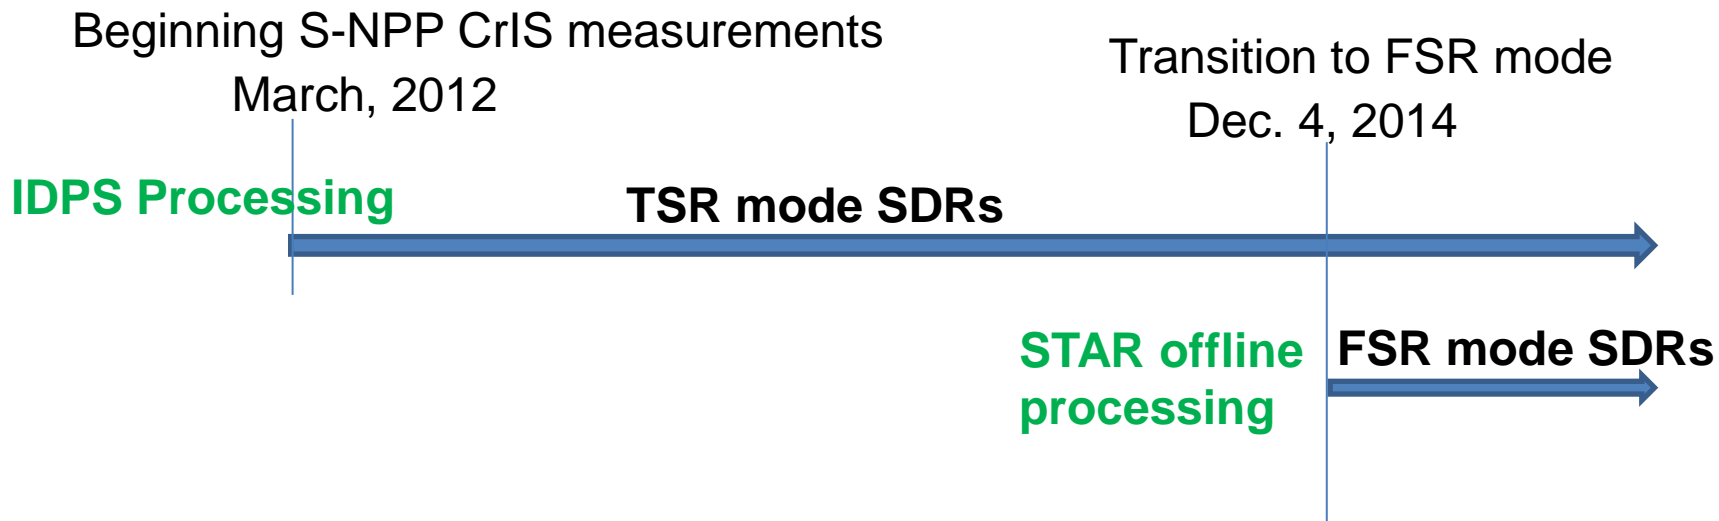 Beginning S-NPP CrIS measurements
March, 2012
Transition to FSR mode
Dec. 4, 2014
IDPS Processing
TSR mode SDRs
STAR offline
processing
FSR mode SDRs